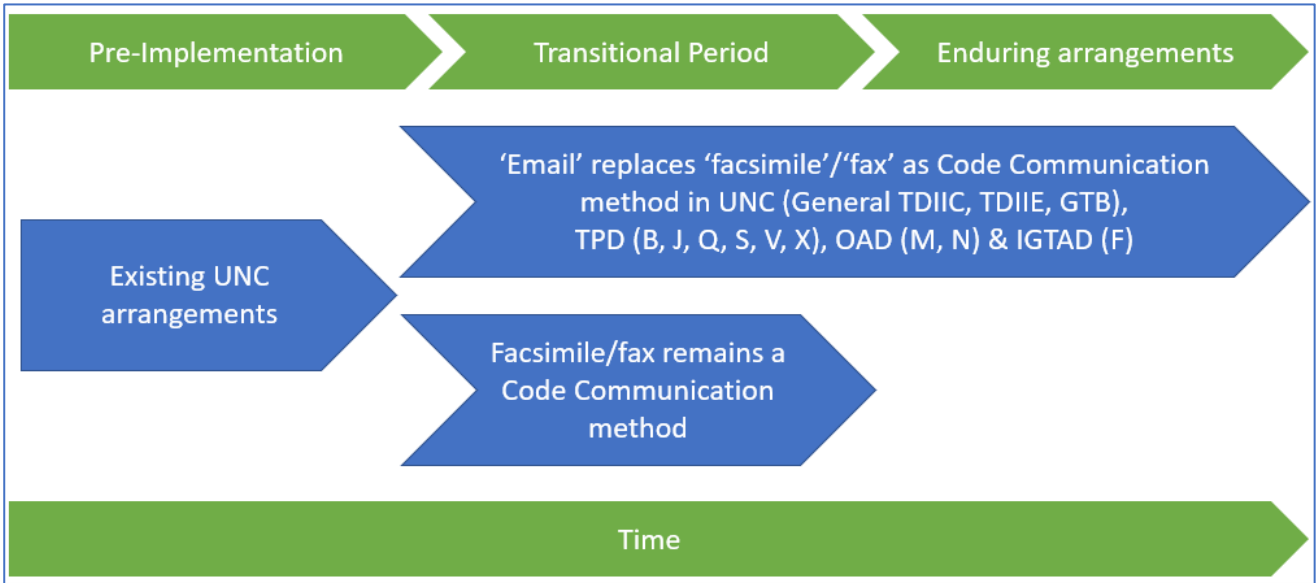 Pre-Implementation
Transitional Period
Enduring arrangements
‘Email’ replaces ‘facsimile’/‘fax’ as Code Communication
method in UNC (General TDIIC, TDIIE, GTB),
TPD (B, J, Q, S, V, X), OAD (M, N) & IGTAD (F)
Existing UNC
arrangements
Facsimile/fax remains a
Code Communication
method
Time